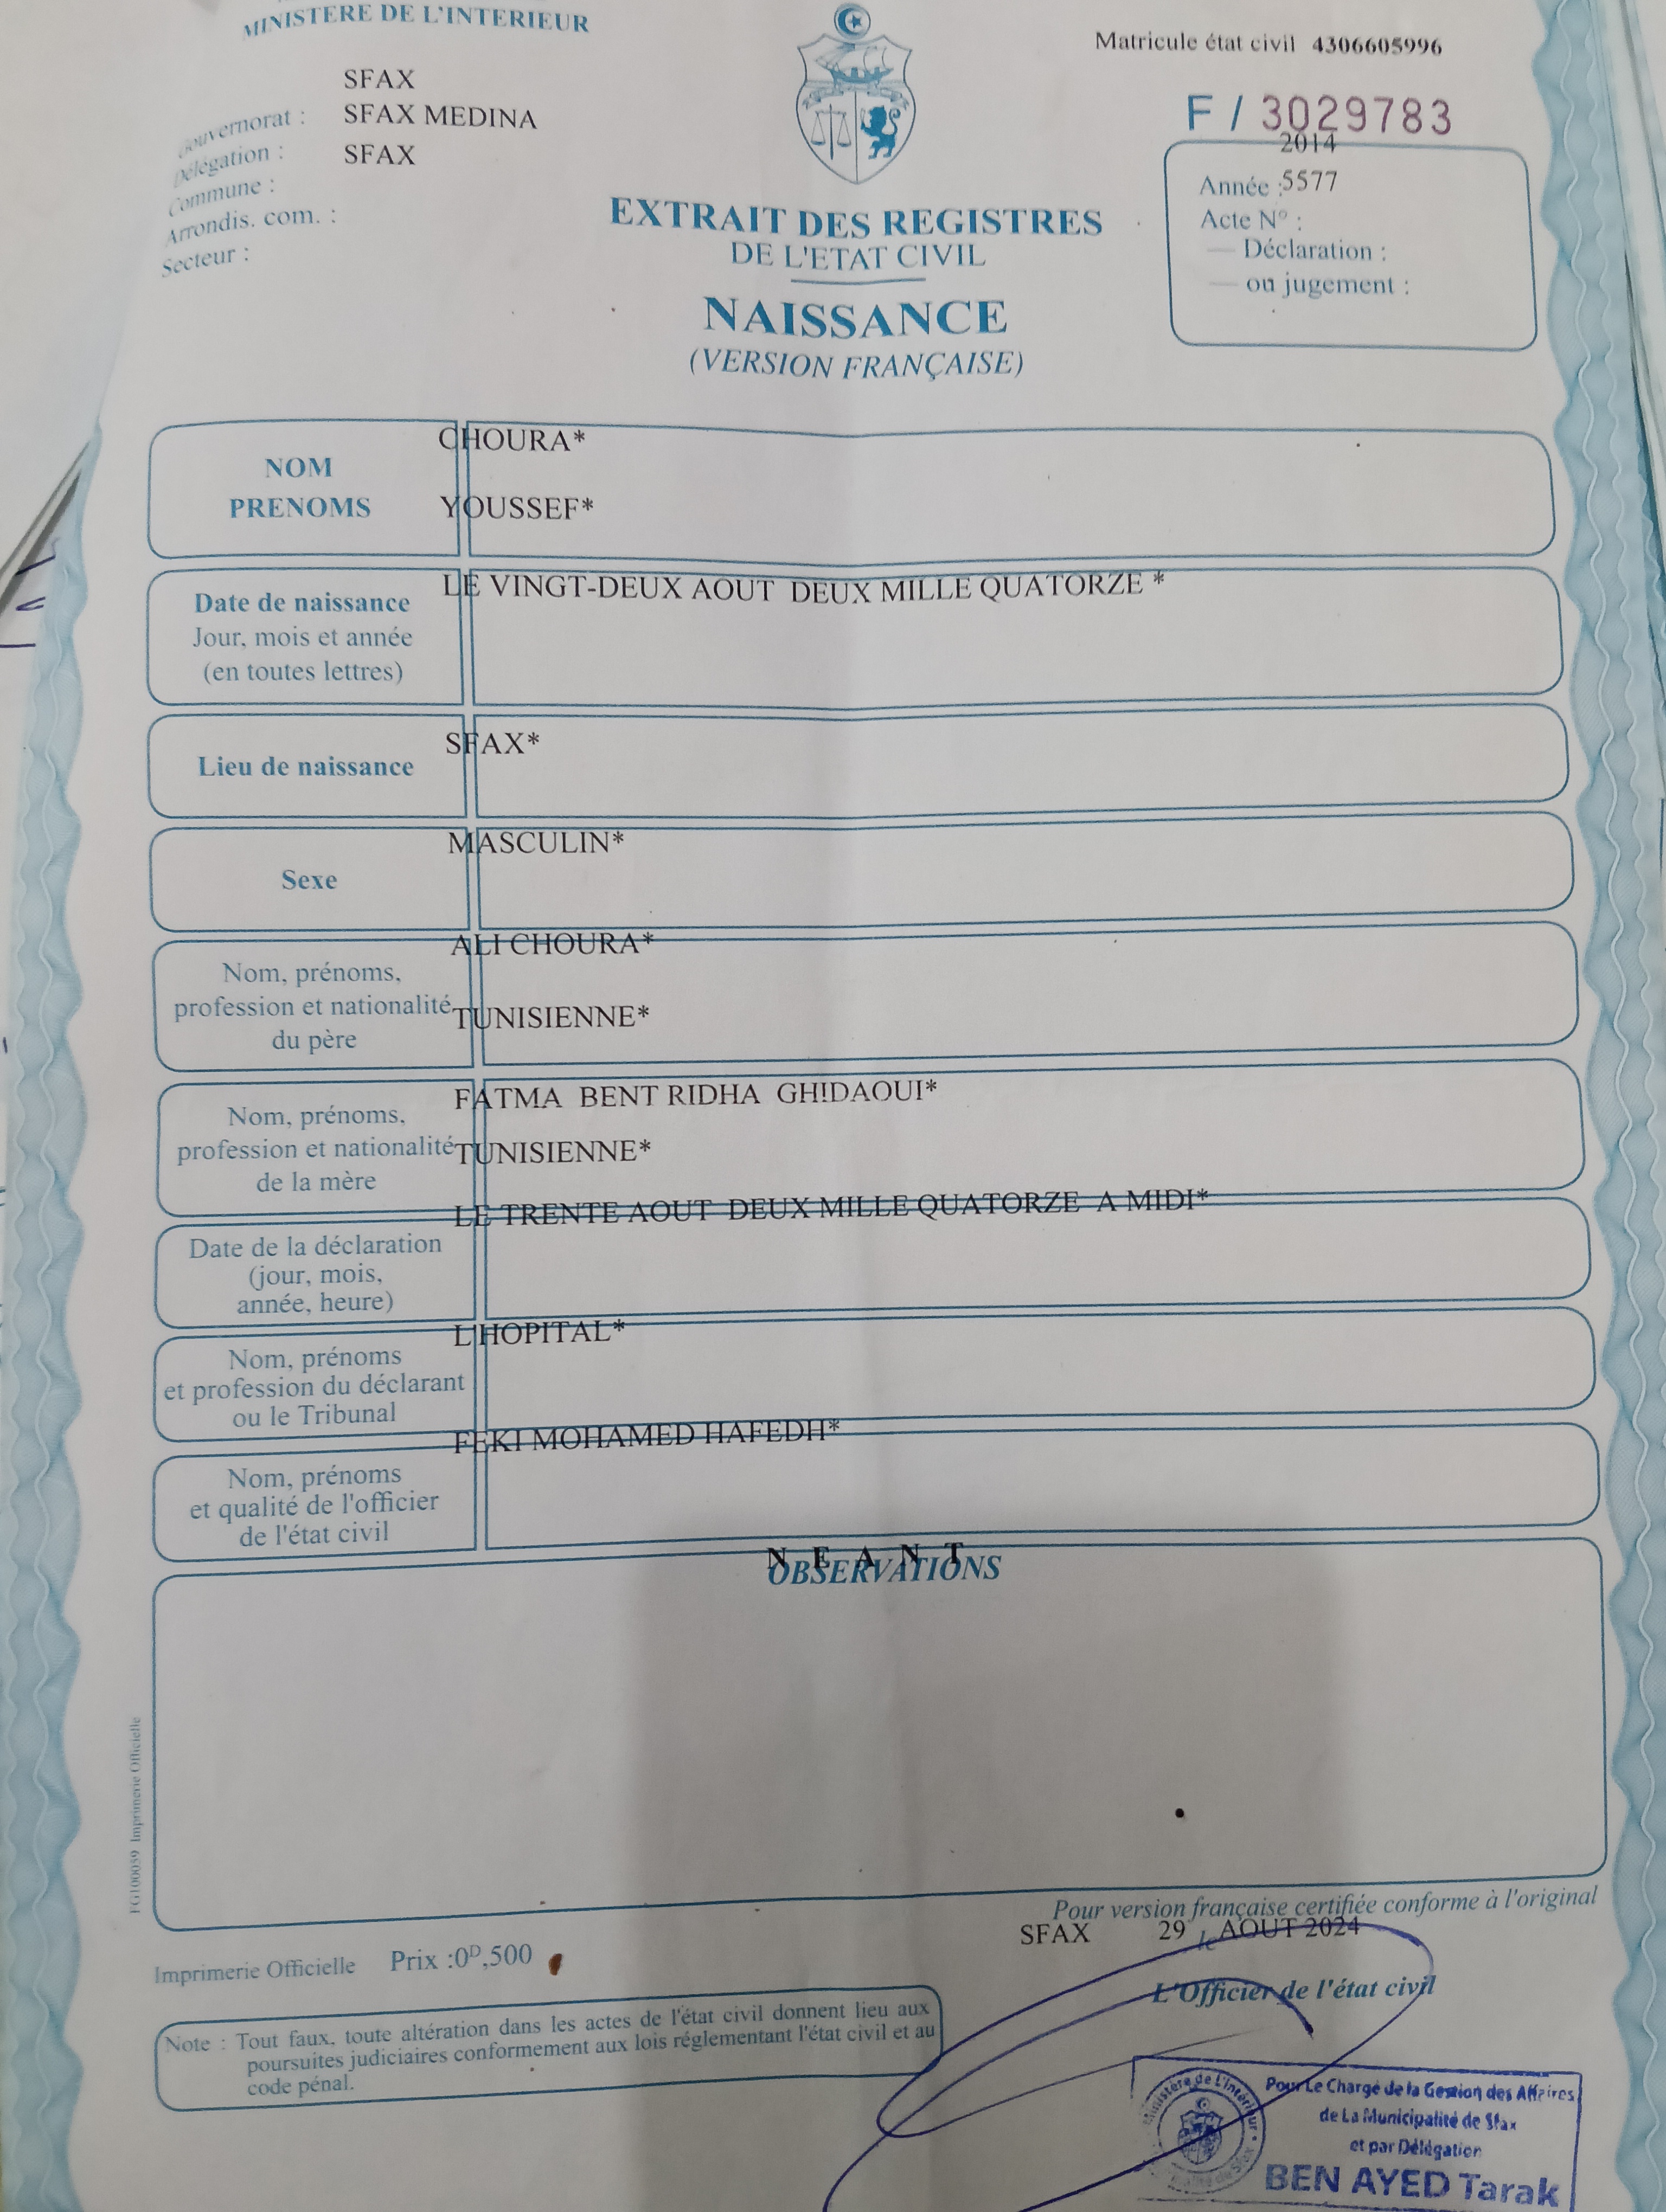 MINISTERE DE L'INTERIEUR
Matricule état civil 4306605996
Gouvernorat : SFAX
Délégation : SFAX MEDINA
Commune : SFAX
Arrondis. com. :
Secteur :
F / 3029783
2014
Année : 5577
Acte N° :
— Déclaration :
— ou jugement :
EXTRAIT DES REGISTRES
DE L'ETAT CIVIL
NAISSANCE
(VERSION FRANÇAISE)
NOM CHOURA*
PRENOMS YOUSSEF*
LE VINGT-DEUX AOUT DEUX MILLE QUATORZE *
Date de naissance
Jour, mois et année
(en toutes lettres)
SFAX*
Lieu de naissance
MASCULIN*
Sexe
ALI CHOURA*
Nom, prénoms,
profession et nationalité TUNISIENNE*
du père
FATMA BENT RIDHA GHIDAOUI*
Nom, prénoms,
profession et nationalité TUNISIENNE*
de la mère
LE TRENTE AOUT DEUX MILLE QUATORZE A MIDI*
Date de la déclaration
(jour, mois,
année, heure)
L'HOPITAL*
Nom, prénoms
et profession du déclarant
ou le Tribunal
FEKI MOHAMED HAFEDH*
Nom, prénoms
et qualité de l'officier
de l'état civil
N E A N T
OBSERVATIONS
FG100039 Imprimerie Officielle
Pour version française certifiée conforme à l'original
SFAX 29 le AOUT 2024
Imprimerie Officielle Prix :0D,500
L'Officier de l'état civil
Note : Tout faux, toute altération dans les actes de l'état civil donnent lieu aux
poursuites judiciaires conformement aux lois réglementant l'état civil et au
code pénal.
Ministère de L'Intérieur
Pour Le Chargé de la Gestion des Affaires
de La Municipalité de Sfax
et par Délégation
BEN AYED Tarak